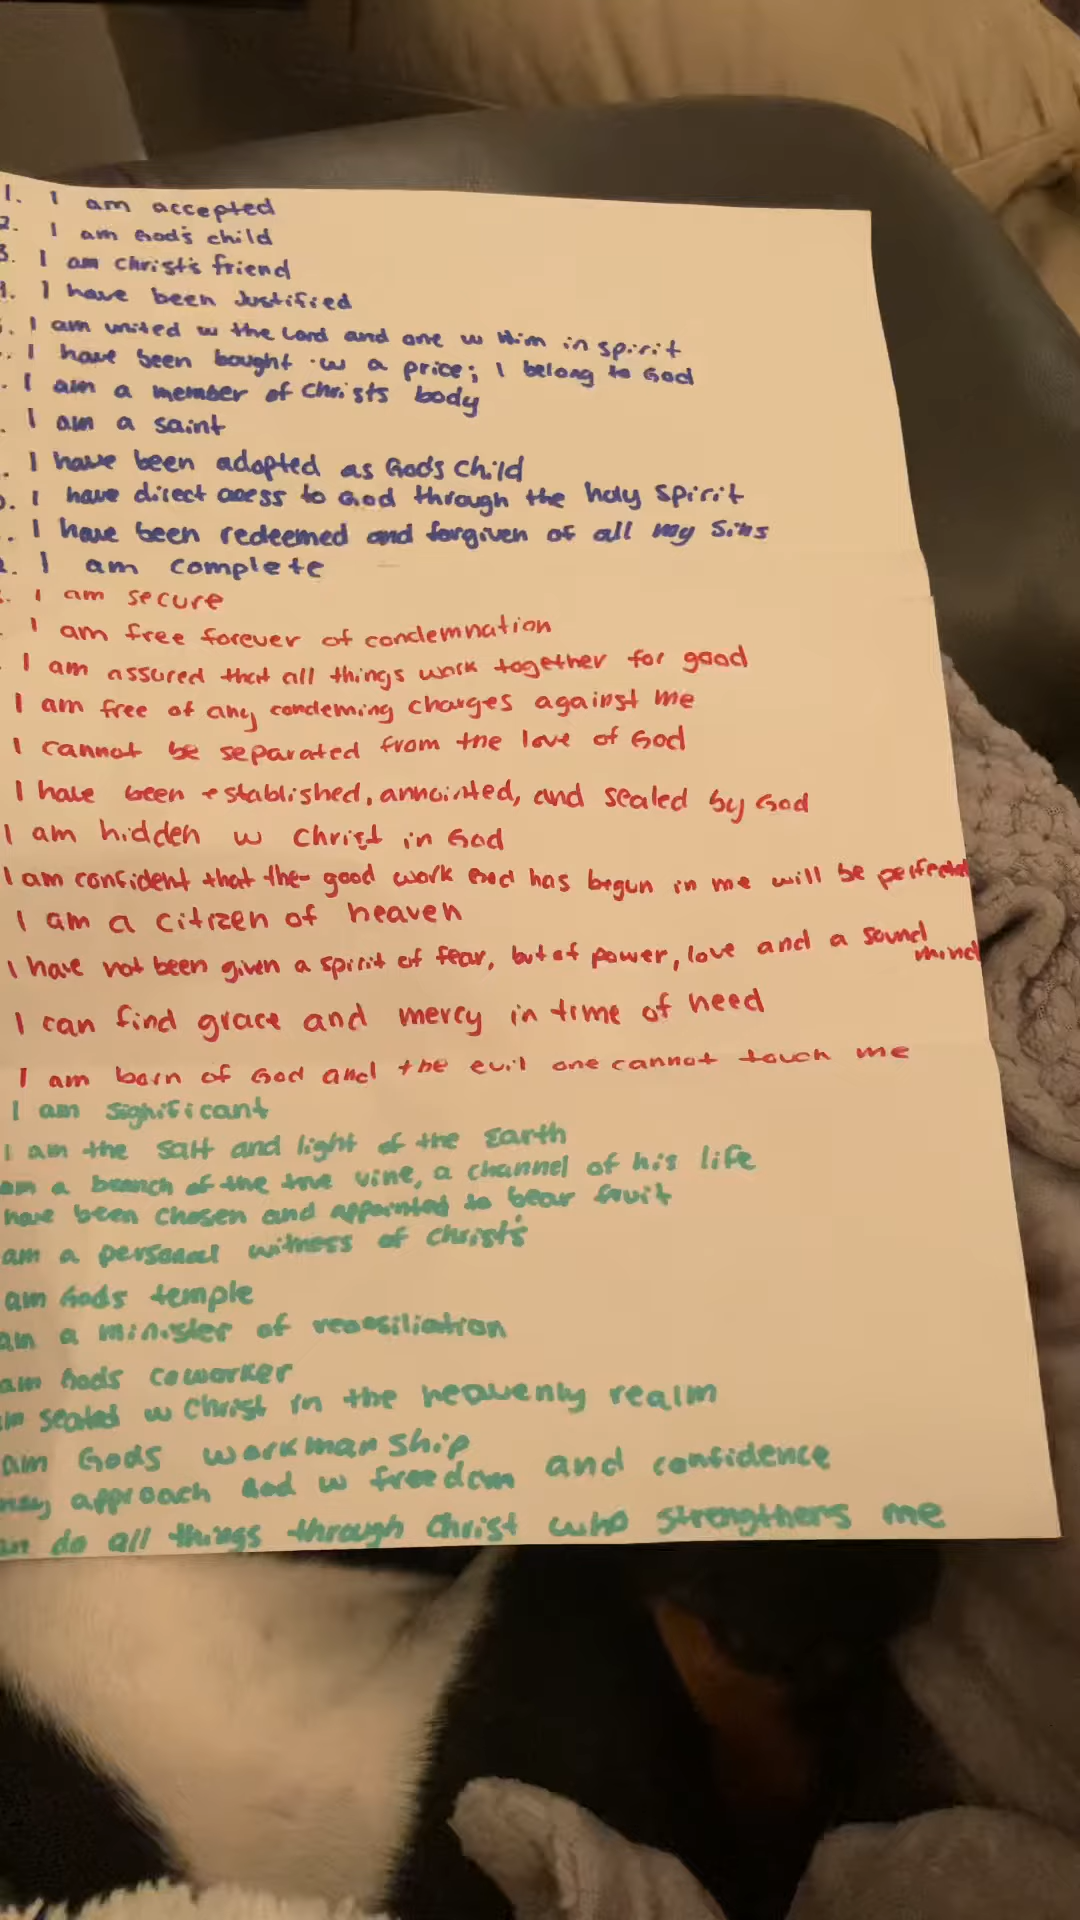 1. I am accepted
2. I am God's child
3. I am christ's friend
4. I have been Justified
. I am united w the Lord and one w Him in spirit
. I have been bought w a price; I belong to God
. I am a member of Christs body
. I am a saint
. I have been adopted as Gods child
0. I have direct acess to God through the holy spirit
. I have been redeemed and forgiven of all my sins
2. I am complete
. I am secure
I am free forever of condemnation
I am assured that all things work together for good
I am free of any condeming charges against me
I cannot be separated from the love of God
I have been established, annointed, and sealed by God
I am hidden w Christ in God
I am confident that the good work God has begun in me will be perfected
I am a citizen of heaven
I have not been given a spirit of fear, but of power, love and a sound
mind
I can find grace and mercy in time of need
I am born of God and the evil one cannot touch me
I am significant
I am the salt and light of the Earth
am a branch of the true vine, a channel of his life
have been chosen and appointed to bear fruit
am a personal witness of christ's
am Gods temple
am a minister of
am Gods coworker
w Christ in the heavenly realm
am Gods workmanship
may approach God w freedom and confidence
an do all things through Christ who strengthens me